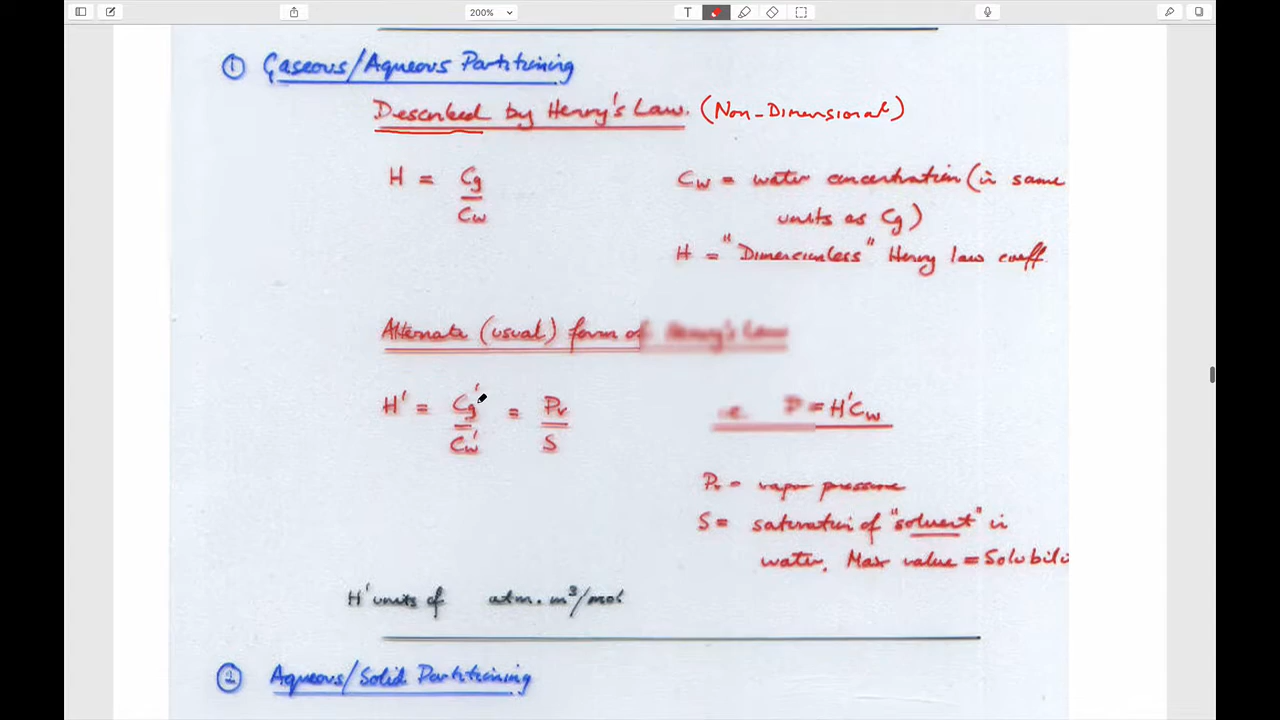 200%
T
① Gaseous/Aqueous Partitioning
Described by Henry's Law. (Non-Dimensional)
H = Cg / Cw
Cw = water concentration (in same
units as Cg)
H = "Dimensionless" Henry law coeff.
Alternate (usual) form of
H' = Cg' / Cw' = Pv / S
= H'Cw
Pv = vapor pressure
S = saturation of "solvent" in
water. Max value = Solubili
H' units of atm. m³/mol
② Aqueous/Solid Partitioning